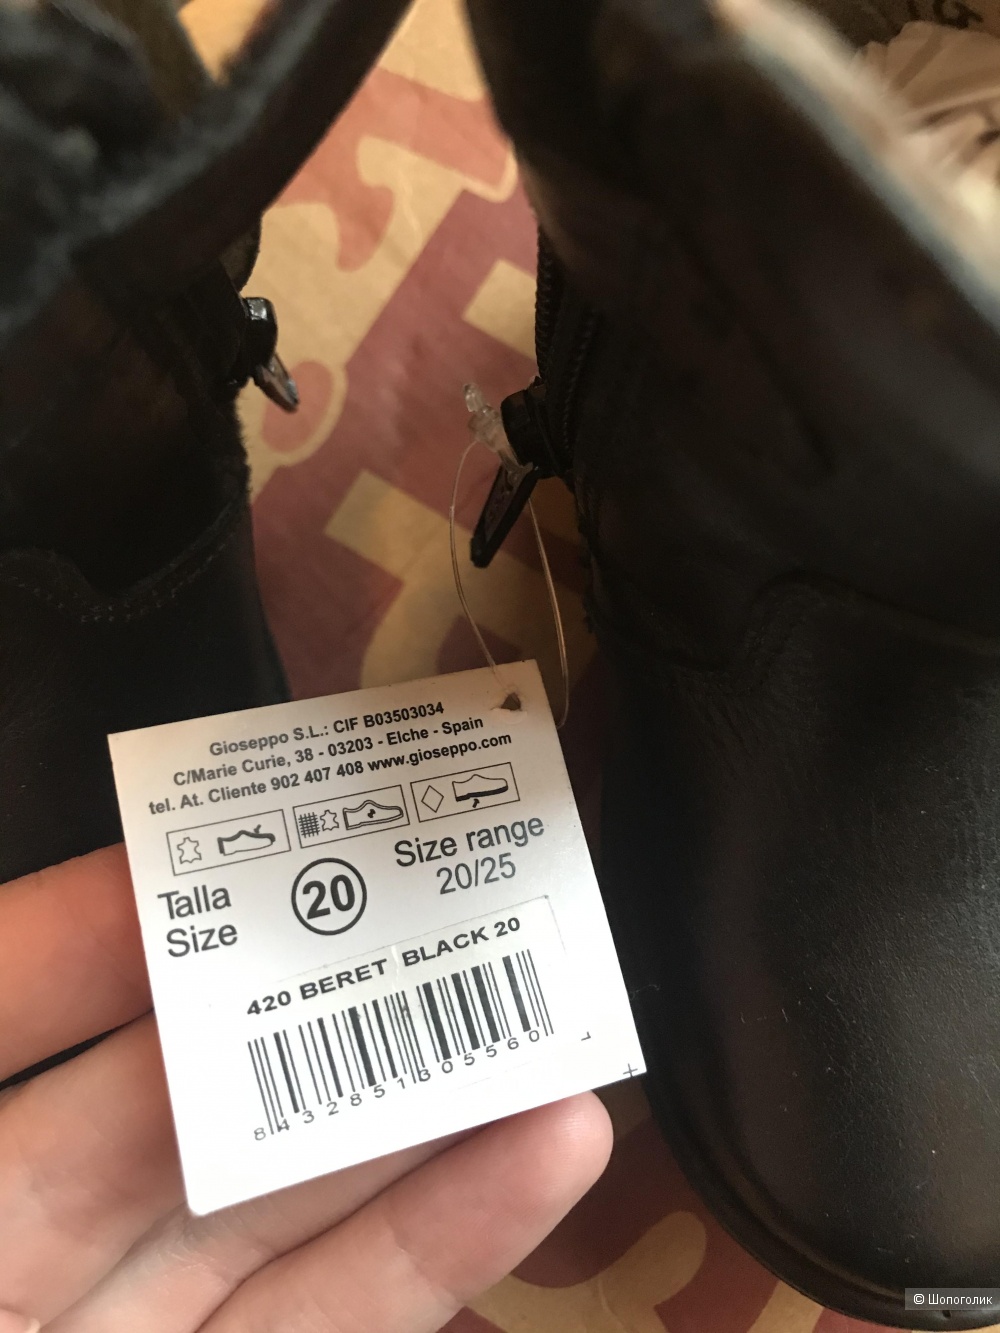 Gioseppo S.L.: CIF B03503034
C/Marie Curie, 38 - 03203 - Elche - Spain
tel. At. Cliente 902 407 408 www.gioseppo.com
Talla
Size
20
Size range
20/25
420 BERET BLACK 20
8432851305560
© Шопоголик